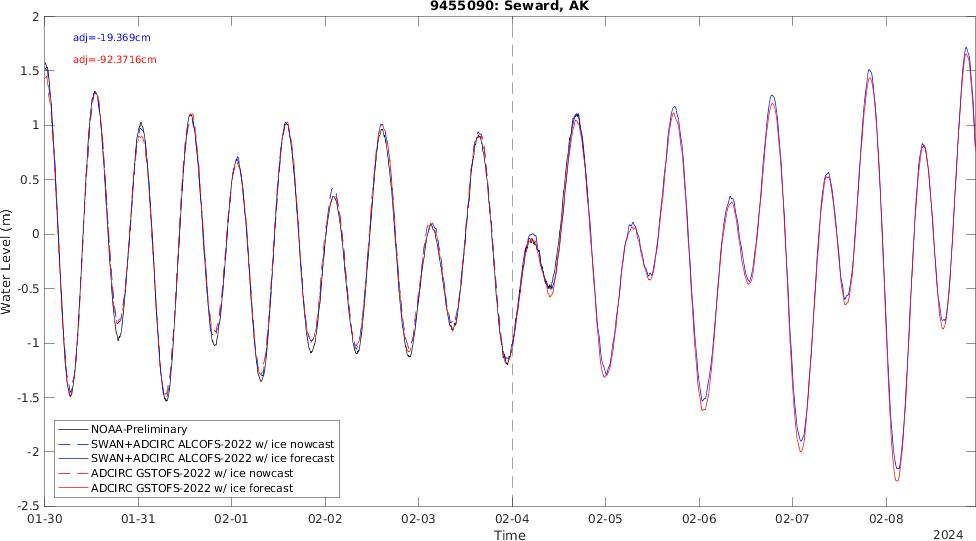 9455090: Seward, AK
adj=-19.369cm
adj=-92.3716cm
Water Level (m)
2
1.5
1
0.5
0
-0.5
-1
-1.5
-2
-2.5
NOAA-Preliminary
SWAN+ADCIRC ALCOFS-2022 w/ ice nowcast
SWAN+ADCIRC ALCOFS-2022 w/ ice forecast
ADCIRC GSTOFS-2022 w/ ice nowcast
ADCIRC GSTOFS-2022 w/ ice forecast
01-30 01-31 02-01 02-02 02-03 02-04 02-05 02-06 02-07 02-08
Time
2024